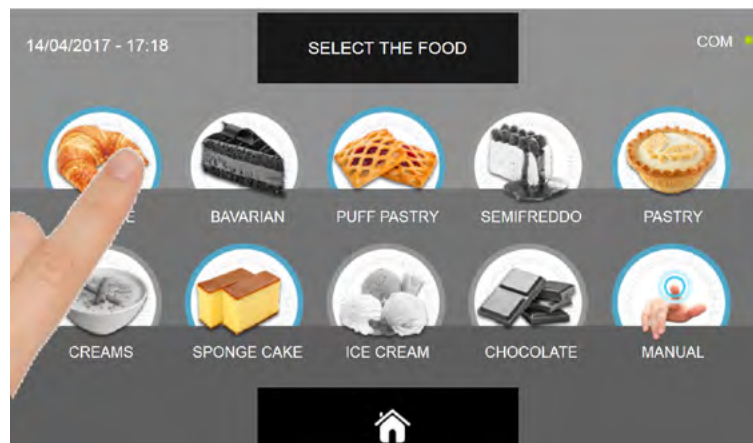 14/04/2017 - 17:18
SELECT THE FOOD
COM
BAVARIAN
PUFF PASTRY
SEMIFREDDO
PASTRY
CREAMS
SPONGE CAKE
ICE CREAM
CHOCOLATE
MANUAL